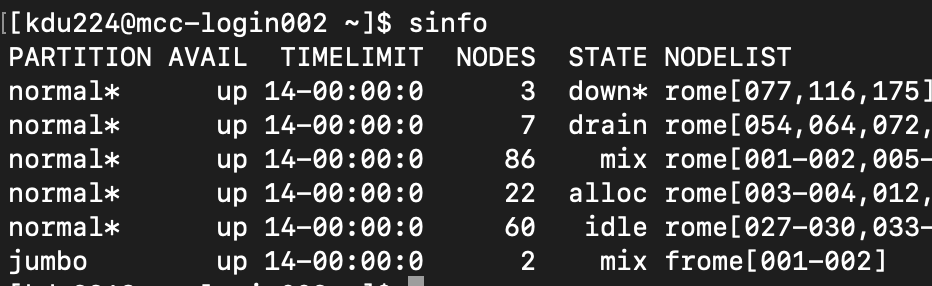 [[kdu224@mcc-login002 ~]$ sinfo
PARTITION AVAIL  TIMELIMIT  NODES  STATE NODELIST
normal*      up 14-00:00:0      3  down* rome[077,116,175]
normal*      up 14-00:00:0      7  drain rome[054,064,072,
normal*      up 14-00:00:0     86    mix rome[001-002,005-
normal*      up 14-00:00:0     22  alloc rome[003-004,012,
normal*      up 14-00:00:0     60   idle rome[027-030,033-
jumbo        up 14-00:00:0      2    mix frome[001-002]